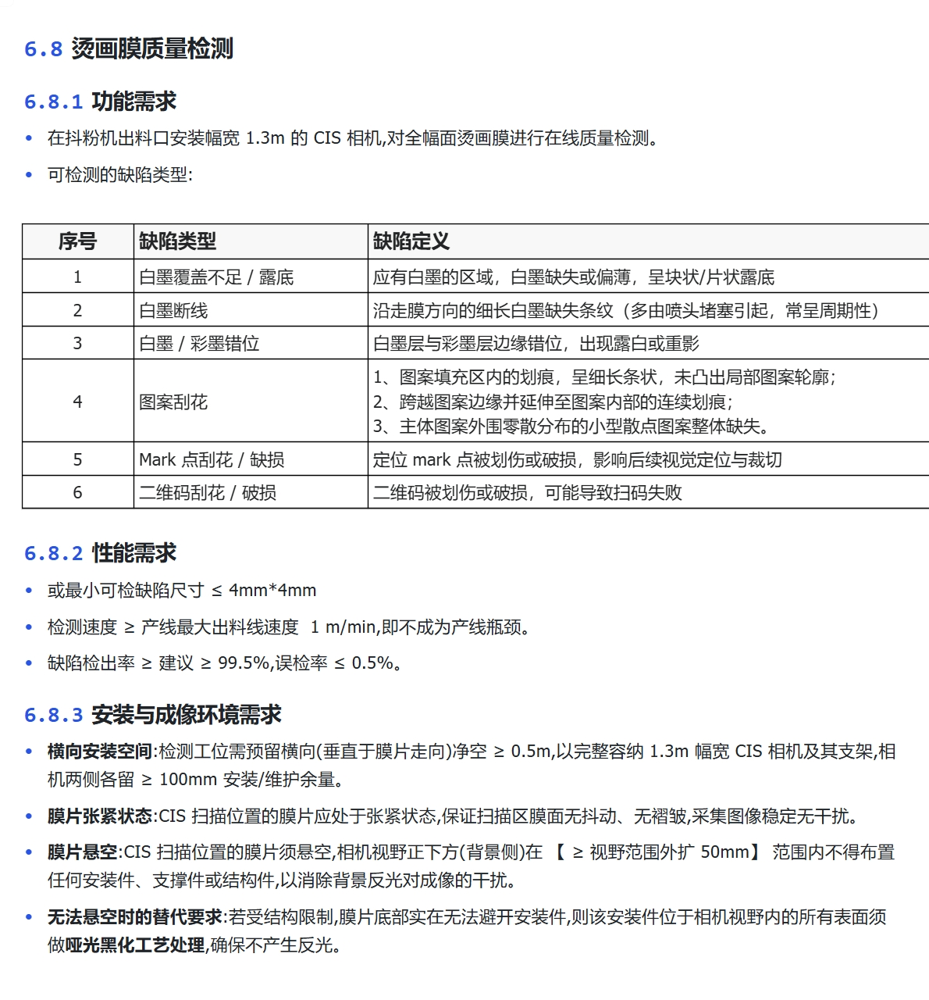 6.8 烫画膜质量检测
6.8.1 功能需求
• 在抖粉机出料口安装幅宽 1.3m 的 CIS 相机,对全幅面烫画膜进行在线质量检测。
• 可检测的缺陷类型:
序号 缺陷类型 缺陷定义
1 白墨覆盖不足 / 露底 应有白墨的区域，白墨缺失或偏薄，呈块状/片状露底
2 白墨断线 沿走膜方向的细长白墨缺失条纹（多由喷头堵塞引起，常呈周期性）
3 白墨 / 彩墨错位 白墨层与彩墨层边缘错位，出现露白或重影
4 图案刮花 1、图案填充区内的划痕，呈细长条状，未凸出局部图案轮廓；
2、跨越图案边缘并延伸至图案内部的连续划痕；
3、主体图案外围零散分布的小型散点图案整体缺失。
5 Mark 点刮花 / 缺损 定位 mark 点被划伤或破损，影响后续视觉定位与裁切
6 二维码刮花 / 破损 二维码被划伤或破损，可能导致扫码失败
6.8.2 性能需求
• 或最小可检缺陷尺寸 ≤ 4mm*4mm
• 检测速度 ≥ 产线最大出料线速度 1 m/min,即不成为产线瓶颈。
• 缺陷检出率 ≥ 建议 ≥ 99.5%,误检率 ≤ 0.5%。
6.8.3 安装与成像环境需求
• 横向安装空间:检测工位需预留横向(垂直于膜片走向)净空 ≥ 0.5m,以完整容纳 1.3m 幅宽 CIS 相机及其支架,相
机两侧各留 ≥ 100mm 安装/维护余量。
• 膜片张紧状态:CIS 扫描位置的膜片应处于张紧状态,保证扫描区膜面无抖动、无褶皱,采集图像稳定无干扰。
• 膜片悬空:CIS 扫描位置的膜片须悬空,相机视野正下方(背景侧)在 【 ≥ 视野范围外扩 50mm】 范围内不得布置
任何安装件、支撑件或结构件,以消除背景反光对成像的干扰。
• 无法悬空时的替代要求:若受结构限制,膜片底部实在无法避开安装件,则该安装件位于相机视野内的所有表面须
做哑光黑化工艺处理,确保不产生反光。